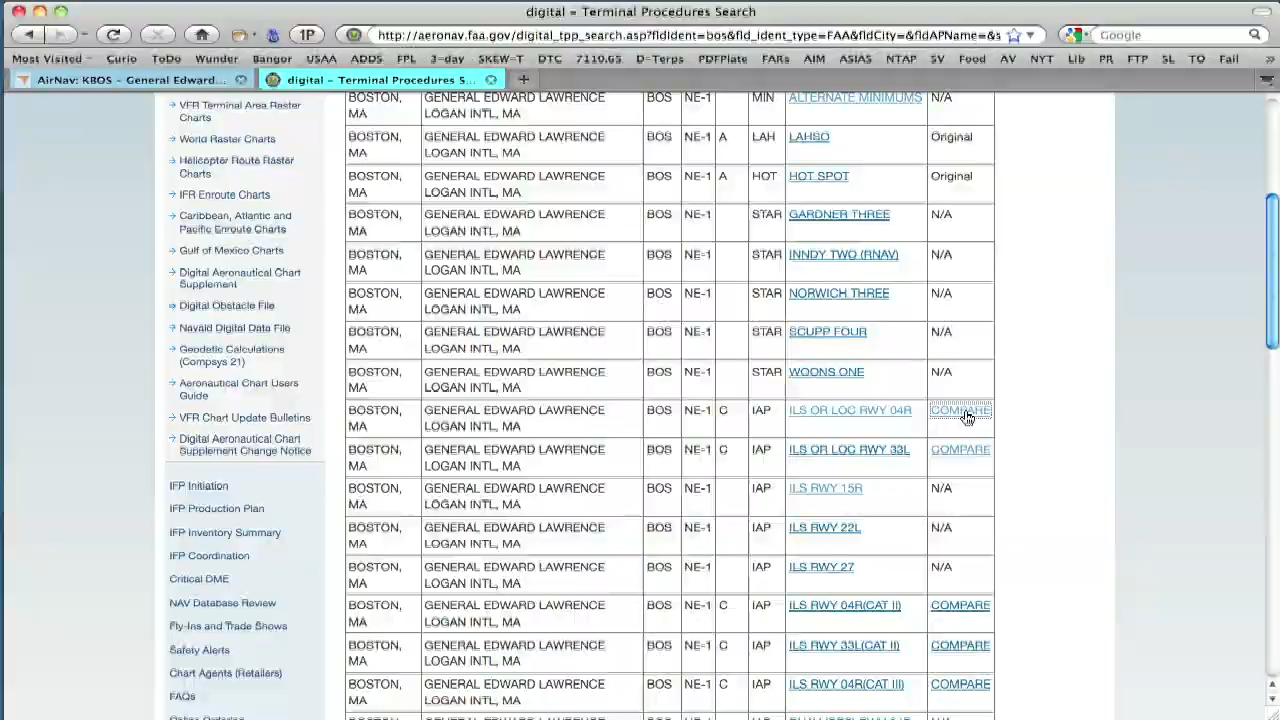 digital – Terminal Procedures Search
1P
http://aeronav.faa.gov/digital_tpp_search.asp?fldIdent=bos&fld_ident_type=FAA&fldCity=&fldAPName=&s
Google
Most Visited Curio ToDo Wunder Bangor USAA ADDS FPL 3-day SKEW-T DTC 7110.65 D-Terps PDFPlate FARs AIM ASIAS NTAP SV Food AV NYT Lib PR FTP SL TO Fail »
AirNav: KBOS - General Edward... digital – Terminal Procedures S...
VFR Terminal Area Raster
Charts
World Raster Charts
Helicopter Route Raster
Charts
IFR Enroute Charts
Caribbean, Atlantic and
Pacific Enroute Charts
Gulf of Mexico Charts
Digital Aeronautical Chart
Supplement
Digital Obstacle File
Navaid Digital Data File
Geodetic Calculations
(Compsys 21)
Aeronautical Chart Users
Guide
VFR Chart Update Bulletins
Digital Aeronautical Chart
Supplement Change Notice
IFP Initiation
IFP Production Plan
IFP Inventory Summary
IFP Coordination
Critical DME
NAV Database Review
Fly-Ins and Trade Shows
Safety Alerts
Chart Agents (Retailers)
FAQs
BOSTON, GENERAL EDWARD LAWRENCE BOS NE-1 MIN ALTERNATE MINIMUMS N/A
MA LOGAN INTL, MA
BOSTON, GENERAL EDWARD LAWRENCE BOS NE-1 A LAH LAHSO Original
MA LOGAN INTL, MA
BOSTON, GENERAL EDWARD LAWRENCE BOS NE-1 A HOT HOT SPOT Original
MA LOGAN INTL, MA
BOSTON, GENERAL EDWARD LAWRENCE BOS NE-1 STAR GARDNER THREE N/A
MA LOGAN INTL, MA
BOSTON, GENERAL EDWARD LAWRENCE BOS NE-1 STAR INNDY TWO (RNAV) N/A
MA LOGAN INTL, MA
BOSTON, GENERAL EDWARD LAWRENCE BOS NE-1 STAR NORWICH THREE N/A
MA LOGAN INTL, MA
BOSTON, GENERAL EDWARD LAWRENCE BOS NE-1 STAR SCUPP FOUR N/A
MA LOGAN INTL, MA
BOSTON, GENERAL EDWARD LAWRENCE BOS NE-1 STAR WOONS ONE N/A
MA LOGAN INTL, MA
BOSTON, GENERAL EDWARD LAWRENCE BOS NE-1 C IAP ILS OR LOC RWY 04R COMPARE
MA LOGAN INTL, MA
BOSTON, GENERAL EDWARD LAWRENCE BOS NE-1 C IAP ILS OR LOC RWY 33L COMPARE
MA LOGAN INTL, MA
BOSTON, GENERAL EDWARD LAWRENCE BOS NE-1 IAP ILS RWY 15R N/A
MA LOGAN INTL, MA
BOSTON, GENERAL EDWARD LAWRENCE BOS NE-1 IAP ILS RWY 22L N/A
MA LOGAN INTL, MA
BOSTON, GENERAL EDWARD LAWRENCE BOS NE-1 IAP ILS RWY 27 N/A
MA LOGAN INTL, MA
BOSTON, GENERAL EDWARD LAWRENCE BOS NE-1 C IAP ILS RWY 04R(CAT II) COMPARE
MA LOGAN INTL, MA
BOSTON, GENERAL EDWARD LAWRENCE BOS NE-1 C IAP ILS RWY 33L(CAT II) COMPARE
MA LOGAN INTL, MA
BOSTON, GENERAL EDWARD LAWRENCE BOS NE-1 C IAP ILS RWY 04R(CAT III) COMPARE
MA LOGAN INTL, MA